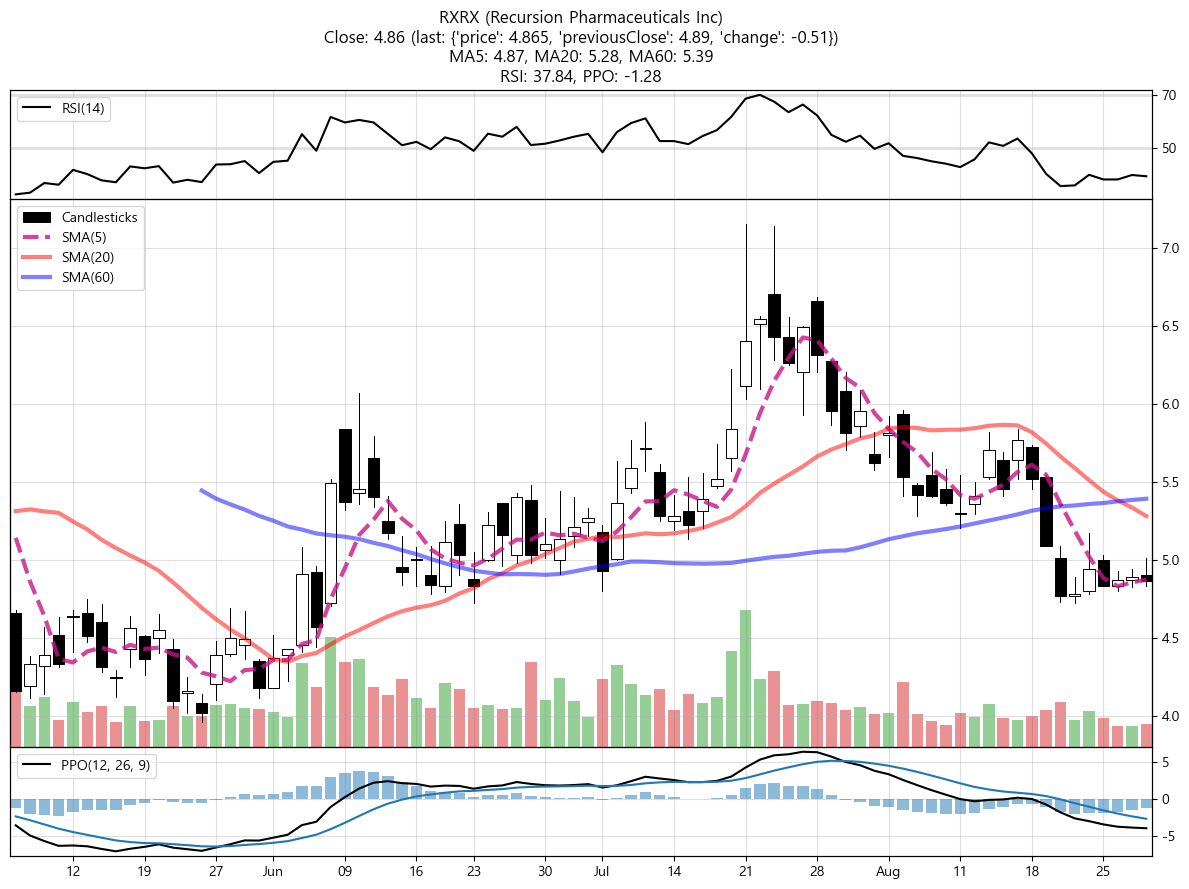 RXRX (Recursion Pharmaceuticals Inc)
Close: 4.86 (last: {'price': 4.865, 'previousClose': 4.89, 'change': -0.51})
MA5: 4.87, MA20: 5.28, MA60: 5.39
RSI: 37.84, PPO: -1.28
RSI(14)
70
50
Candlesticks
SMA(5)
SMA(20)
SMA(60)
7.0
6.5
6.0
5.5
5.0
4.5
4.0
PPO(12, 26, 9)
5
0
-5
12 19 27 Jun 09 16 23 30 Jul 07 14 21 28 Aug 11 18 25